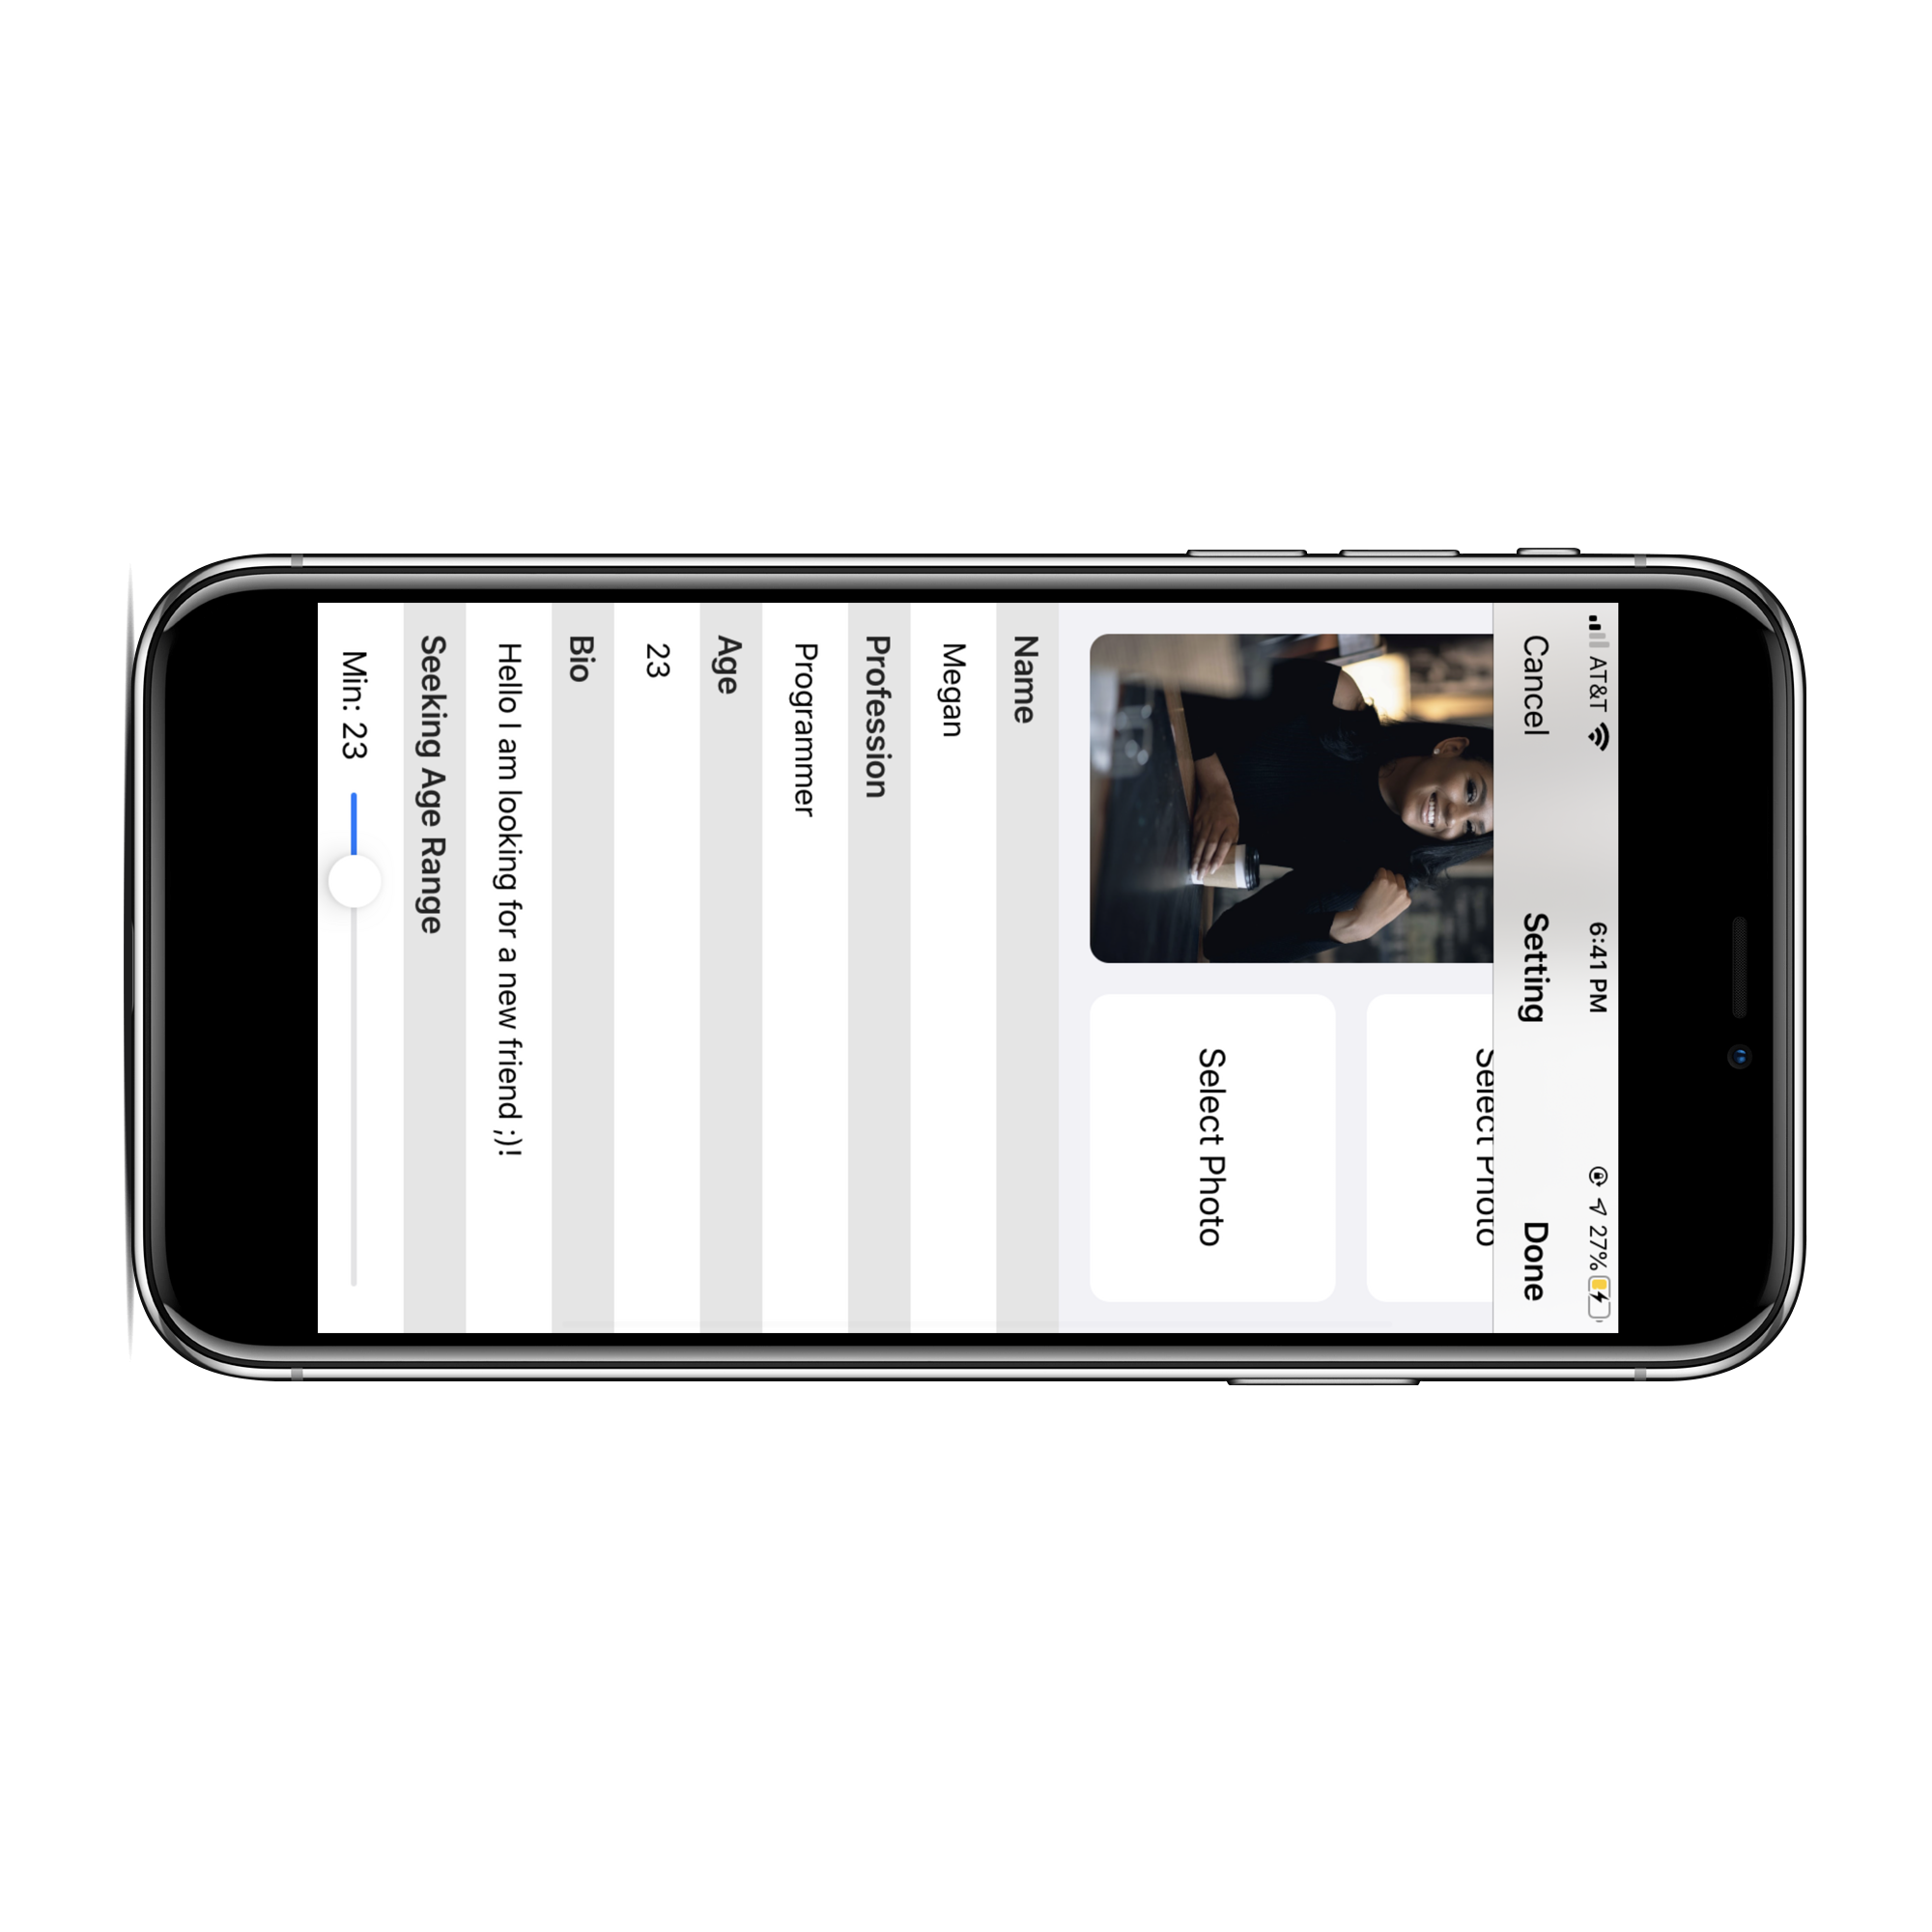 AT&T 6:41 PM 27%
Cancel Setting Done
Select Photo
Select Photo
Name
Megan
Profession
Programmer
Age
23
Bio
Hello I am looking for a new friend ;)!
Seeking Age Range
Min: 23